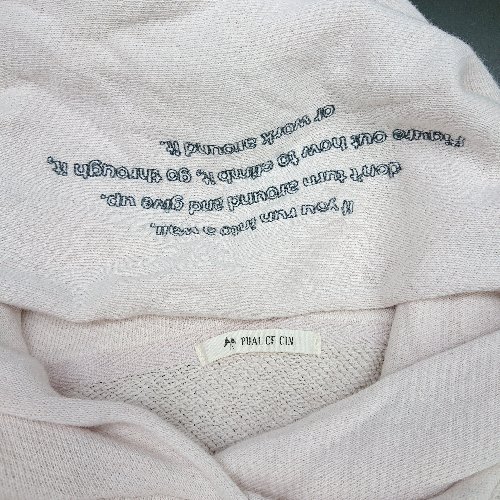 If you run into a wall,
don't turn around and give up.
Figure out how to climb it, go through it,
or work around it.
PUAL CE CIN